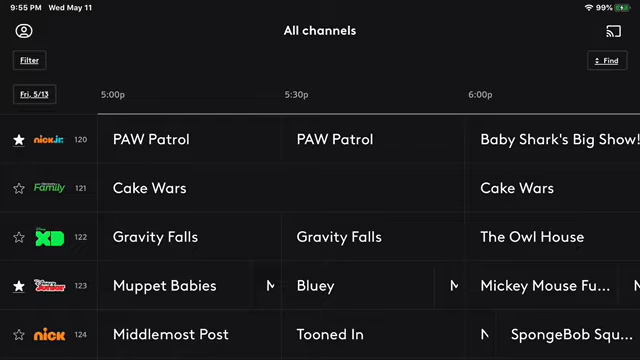 9:55 PM Wed May 11 99%
All channels
Filter Find
Fri, 5/13 5:00p 5:30p 6:00p
nick jr. 120 PAW Patrol PAW Patrol Baby Shark's Big Show!
Family 121 Cake Wars Cake Wars
XD 122 Gravity Falls Gravity Falls The Owl House
Junior 123 Muppet Babies Bluey Mickey Mouse Fu...
nick 124 Middlemost Post Tooned In SpongeBob Squ...